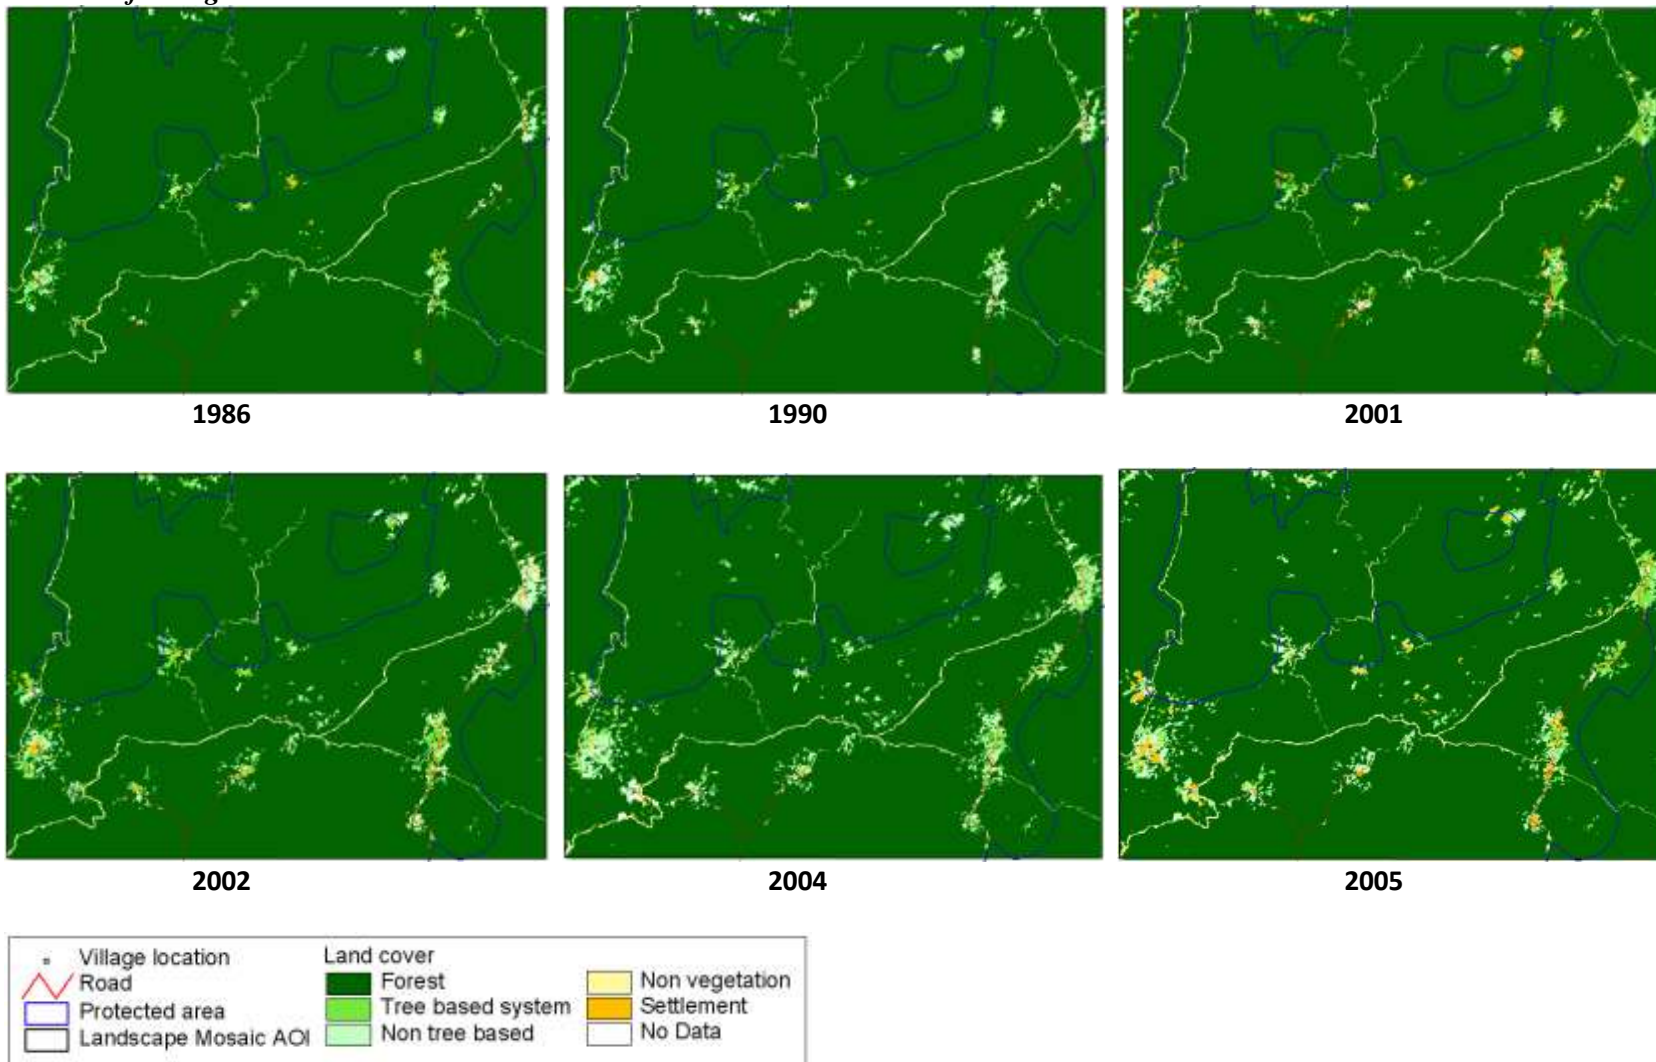 1986
1990
2001
2002
2004
2005
Village location
Road
Protected area
Landscape Mosaic AOI
Land cover
Forest
Tree based system
Non tree based
Non vegetation
Settlement
No Data